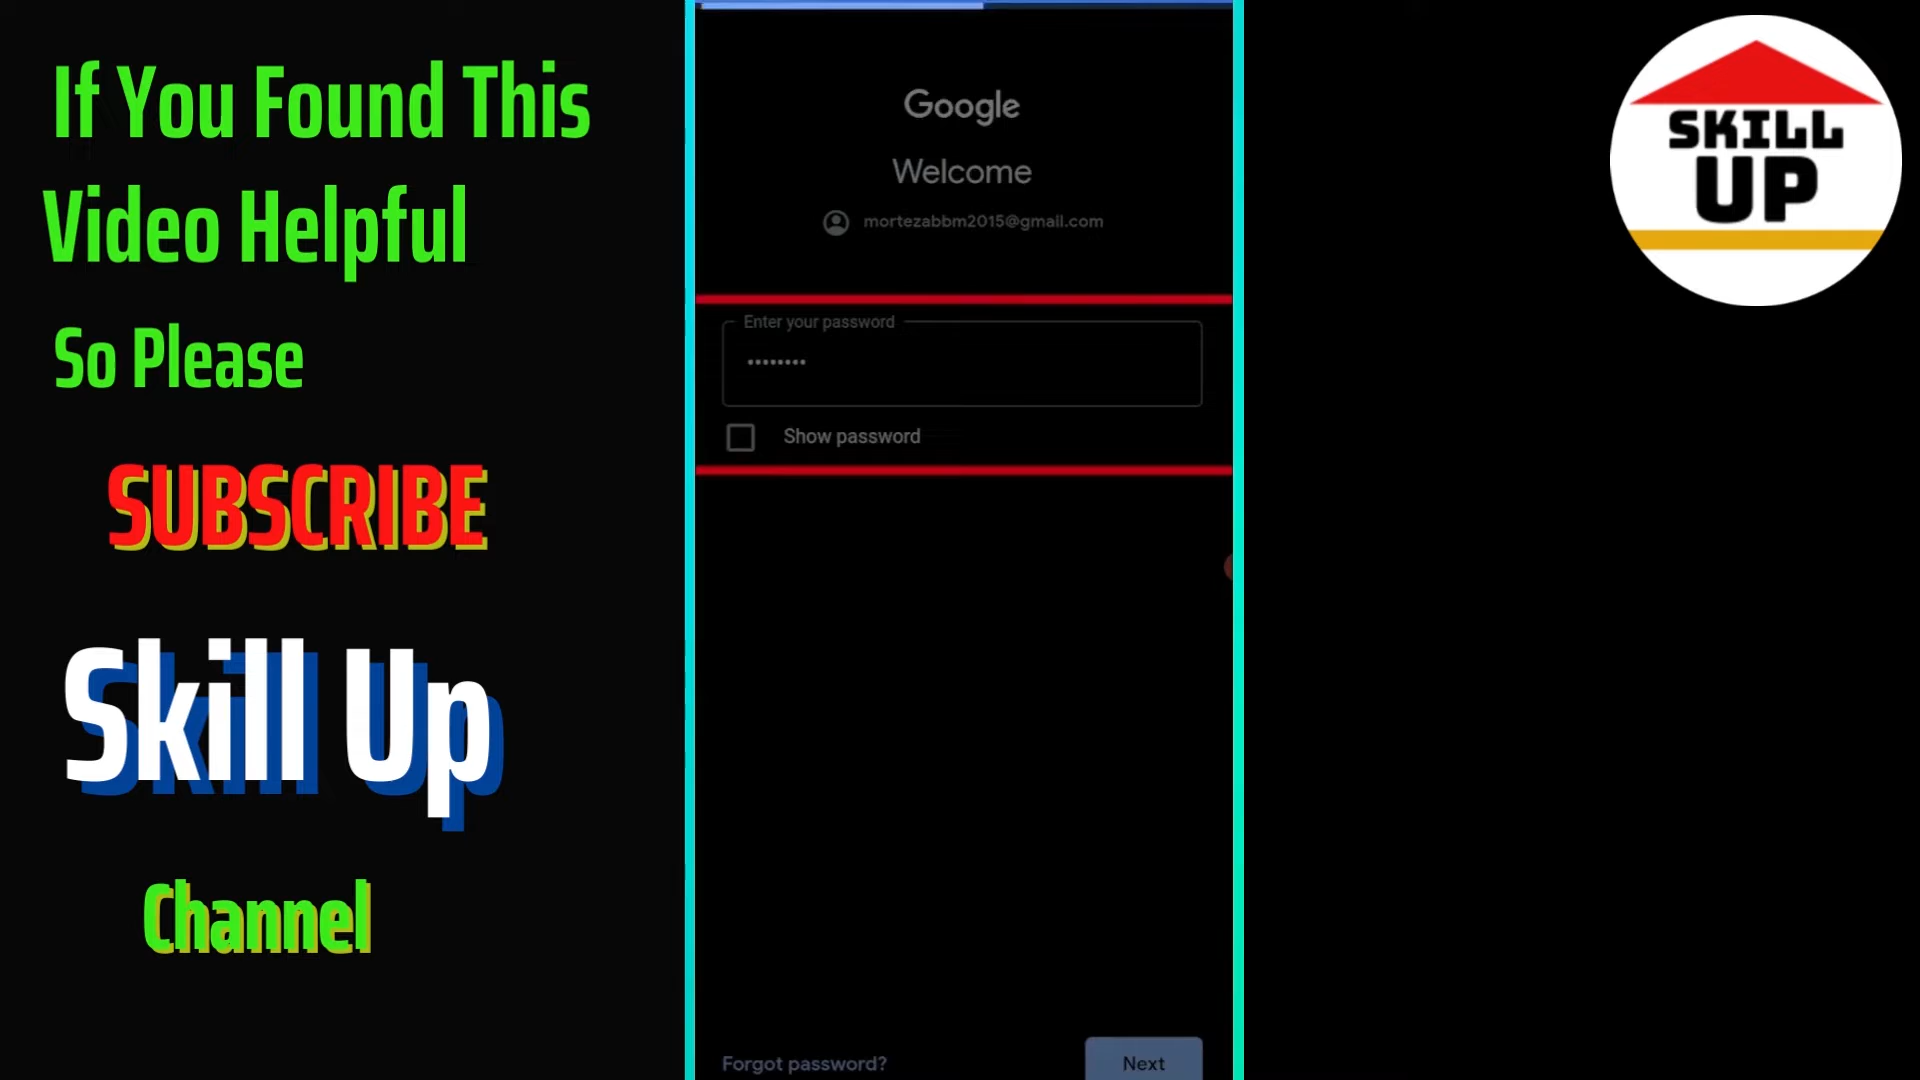 If You Found This
Video Helpful
So Please
SUBSCRIBE
Skill Up
Channel
Google
Welcome
mortezabbm2015@gmail.com
Enter your password
••••••••
Show password
Forgot password?
Next
SKILL
UP